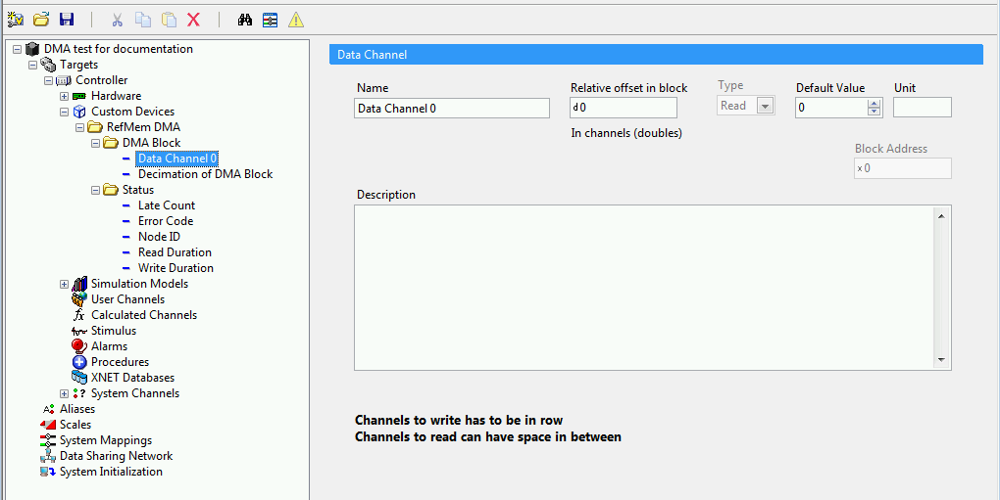 DMA test for documentation
Targets
Controller
Hardware
Custom Devices
RefMem DMA
DMA Block
Data Channel 0
Decimation of DMA Block
Status
Late Count
Error Code
Node ID
Read Duration
Write Duration
Simulation Models
User Channels
fx Calculated Channels
Stimulus
Alarms
Procedures
XNET Databases
System Channels
Aliases
Scales
System Mappings
Data Sharing Network
System Initialization
Data Channel
Name Relative offset in block Type Default Value Unit
Data Channel 0 d 0 Read 0
In channels (doubles)
Block Address
x 0
Description
Channels to write has to be in row
Channels to read can have space in between